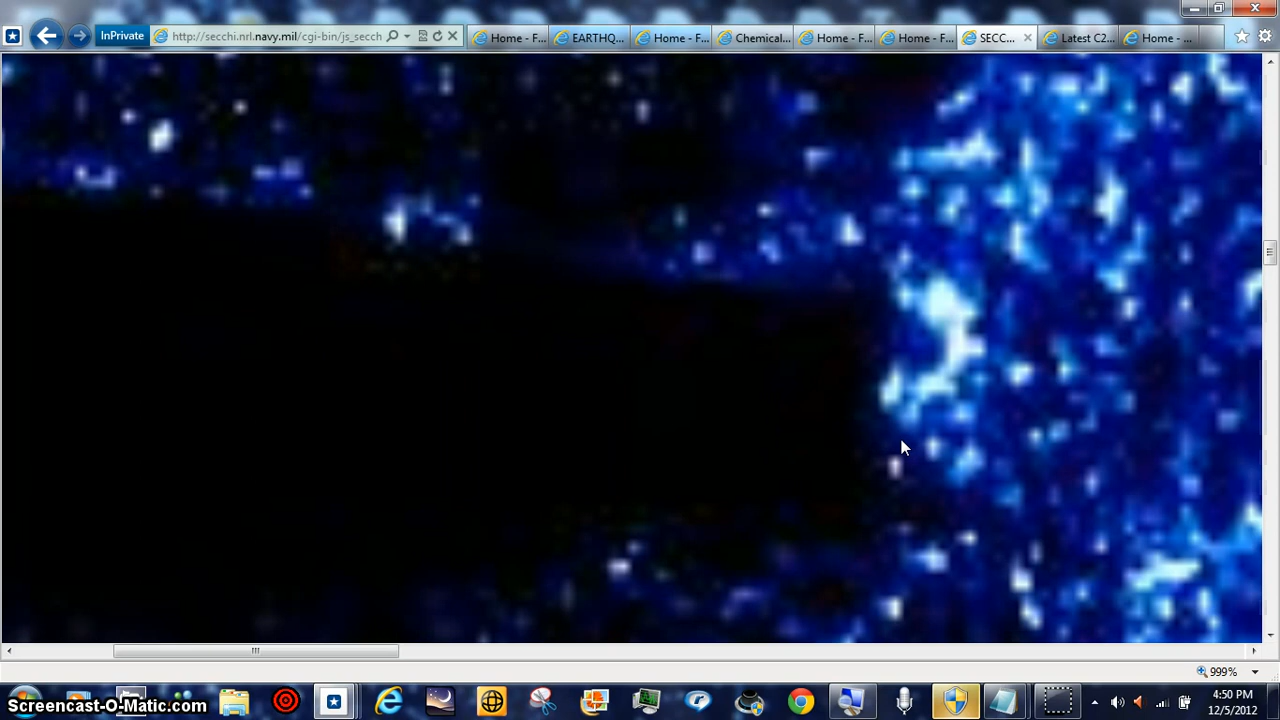 InPrivate
http://secchi.nrl.navy.mil/cgi-bin/js_secch
Home - F...
EARTHQ...
Home - F...
Chemical...
Home - F...
Home - F...
SECC...
Latest C2...
Home - ...
999%
4:50 PM
12/5/2012
Screencast-O-Matic.com